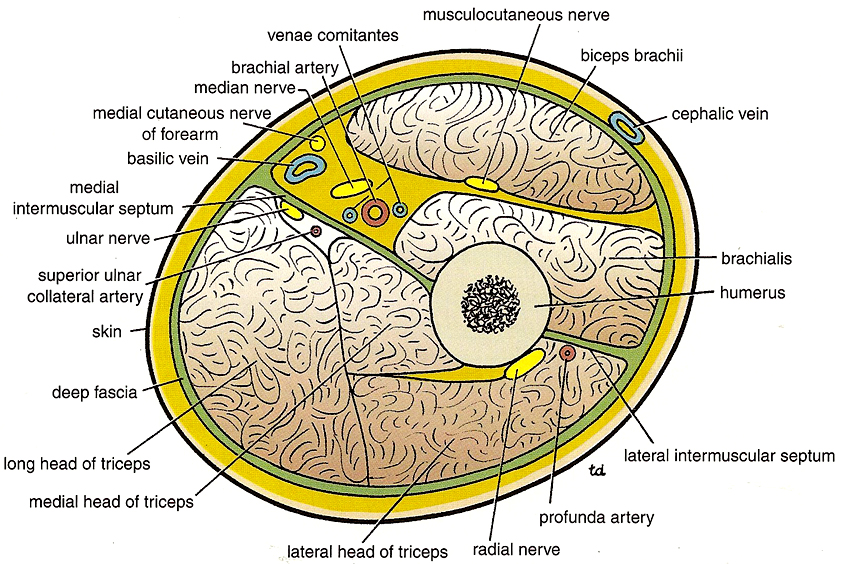 musculocutaneous nerve
venae comitantes
biceps brachii
brachial artery
median nerve
medial cutaneous nerve
of forearm
cephalic vein
basilic vein
medial
intermuscular septum
ulnar nerve
brachialis
superior ulnar
collateral artery
humerus
skin
deep fascia
long head of triceps
lateral intermuscular septum
td
medial head of triceps
profunda artery
lateral head of triceps
radial nerve